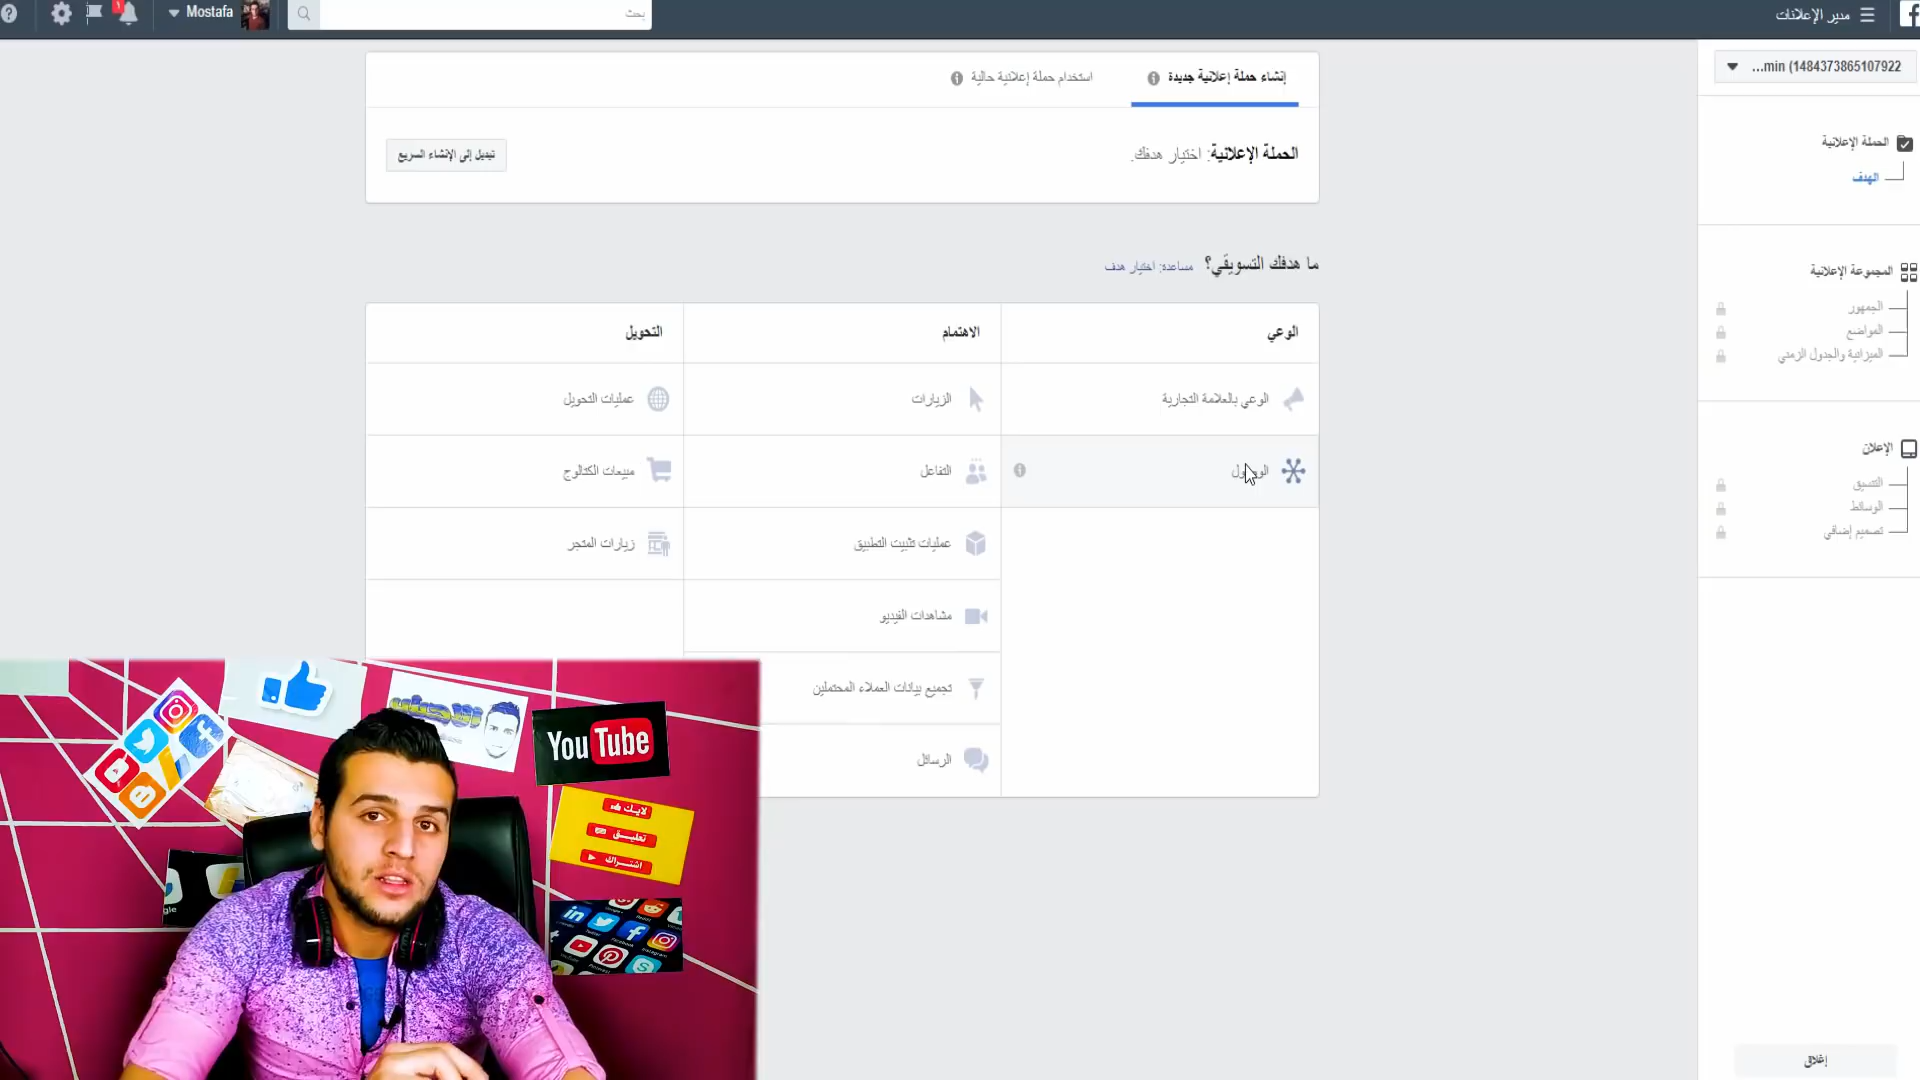 مدير الإعلانات
بحث
Mostafa
1
...min (1484373865107922
الحملة الإعلانية
الهدف
المجموعة الإعلانية
الجمهور
المواضع
الميزانية والجدول الزمني
الإعلان
التنسيق
الوسائط
تصميم إضافي
إغلاق
إنشاء حملة إعلانية جديدة
استخدام حملة إعلانية حالية
الحملة الإعلانية: اختيار هدفك.
تبديل إلى الإنشاء السريع
ما هدفك التسويقي؟ مساعدة: اختيار هدف
الوعي
الاهتمام
التحويل
الوعي بالعلامة التجارية
الزيارات
عمليات التحويل
الوصول
التفاعل
مبيعات الكتالوج
عمليات تثبيت التطبيق
زيارات المتجر
مشاهدات الفيديو
تجميع بيانات العملاء المحتملين
الرسائل
YouTube
لايك
تعليق
اشتراك